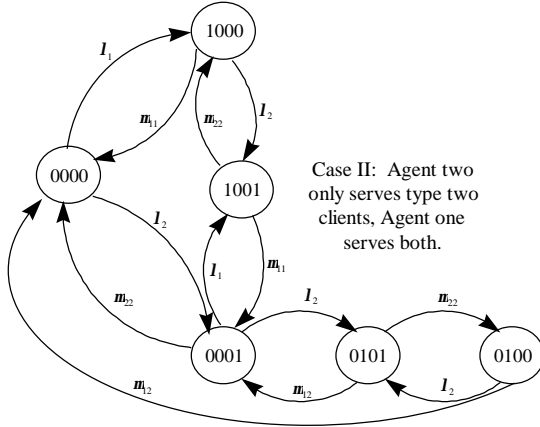 1000
l₁
m₁₁
m₂₂
l₂
0000
1001
Case II: Agent two
only serves type two
clients, Agent one
serves both.
l₂
l₁
m₁₁
m₂₂
l₂
m₂₂
0001
0101
0100
m₁₂
m₁₂
l₂